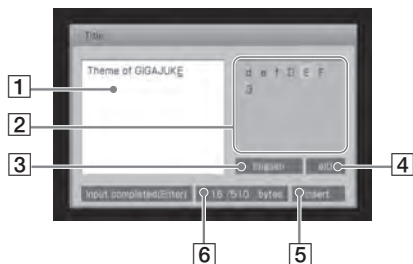 Title
Theme of GIGAJUKE
d e f D E F
3
1
2
3
English
4
Input completed(Enter)
16 /510 bytes
Insert
6
5